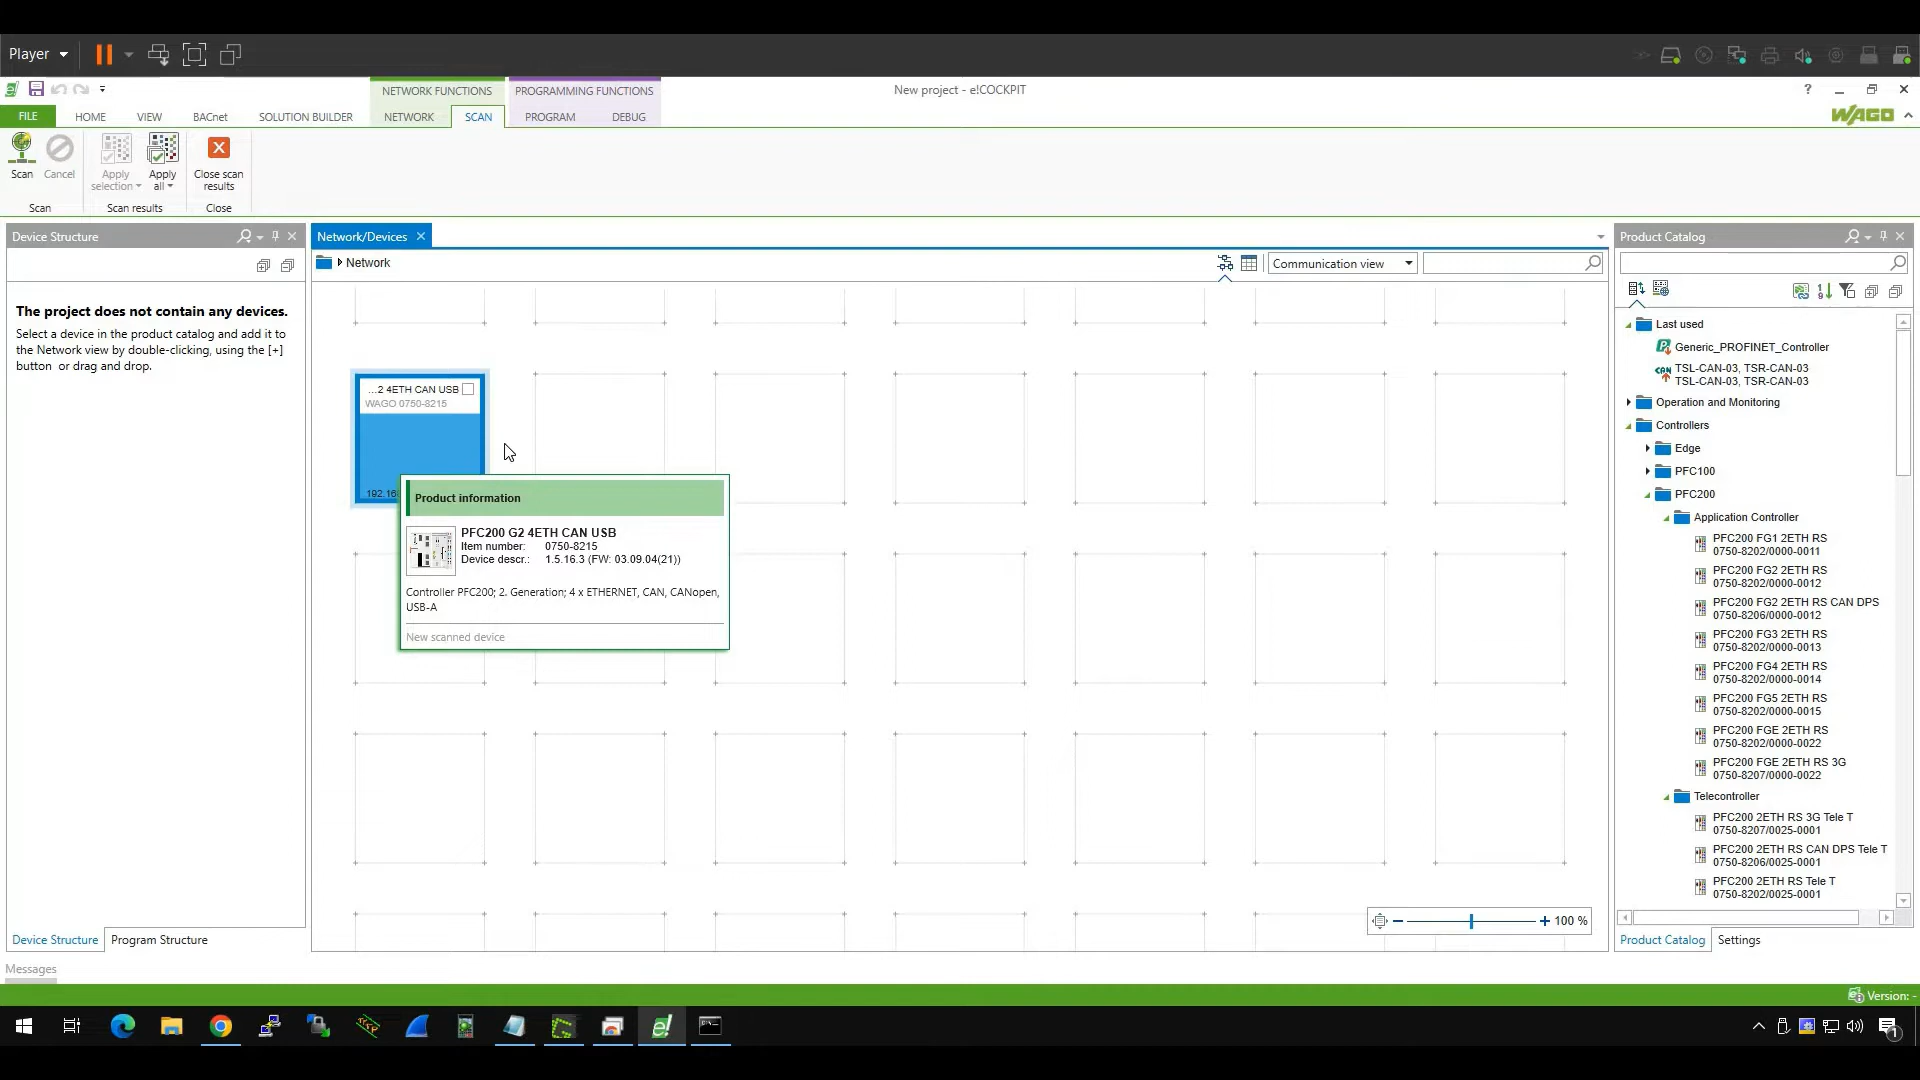 Player
NETWORK FUNCTIONS
PROGRAMMING FUNCTIONS
New project - e!COCKPIT
?
FILE
HOME
VIEW
BACnet
SOLUTION BUILDER
NETWORK
SCAN
PROGRAM
DEBUG
WAGO
Scan
Cancel
Apply selection
Apply all
Close scan results
Scan
Scan results
Close
Device Structure
The project does not contain any devices.
Select a device in the product catalog and add it to
the Network view by double-clicking, using the [+]
button or drag and drop.
Device Structure
Program Structure
Network/Devices
Network
Communication view
...2 4ETH CAN USB
WAGO 0750-8215
192.16
Product information
PFC200 G2 4ETH CAN USB
Item number: 0750-8215
Device descr.: 1.5.16.3 (FW: 03.09.04(21))
Controller PFC200; 2. Generation; 4 x ETHERNET, CAN, CANopen,
USB-A
New scanned device
100 %
Product Catalog
Last used
Generic_PROFINET_Controller
TSL-CAN-03, TSR-CAN-03
TSL-CAN-03, TSR-CAN-03
Operation and Monitoring
Controllers
Edge
PFC100
PFC200
Application Controller
PFC200 FG1 2ETH RS
0750-8202/0000-0011
PFC200 FG2 2ETH RS
0750-8202/0000-0012
PFC200 FG2 2ETH RS CAN DPS
0750-8206/0000-0012
PFC200 FG3 2ETH RS
0750-8202/0000-0013
PFC200 FG4 2ETH RS
0750-8202/0000-0014
PFC200 FG5 2ETH RS
0750-8202/0000-0015
PFC200 FGE 2ETH RS
0750-8202/0000-0022
PFC200 FGE 2ETH RS 3G
0750-8207/0000-0022
Telecontroller
PFC200 2ETH RS 3G Tele T
0750-8207/0025-0001
PFC200 2ETH RS CAN DPS Tele T
0750-8206/0025-0001
PFC200 2ETH RS Tele T
0750-8202/0025-0001
Product Catalog
Settings
Messages
Version: -
e!
1